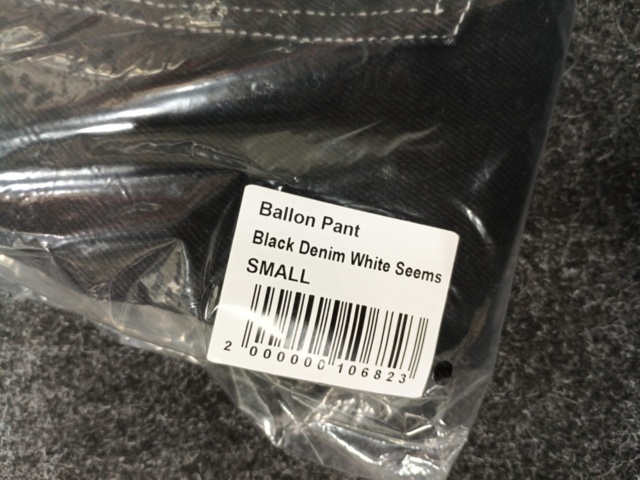 Ballon Pant
Black Denim White Seems
SMALL
2 000000 106823